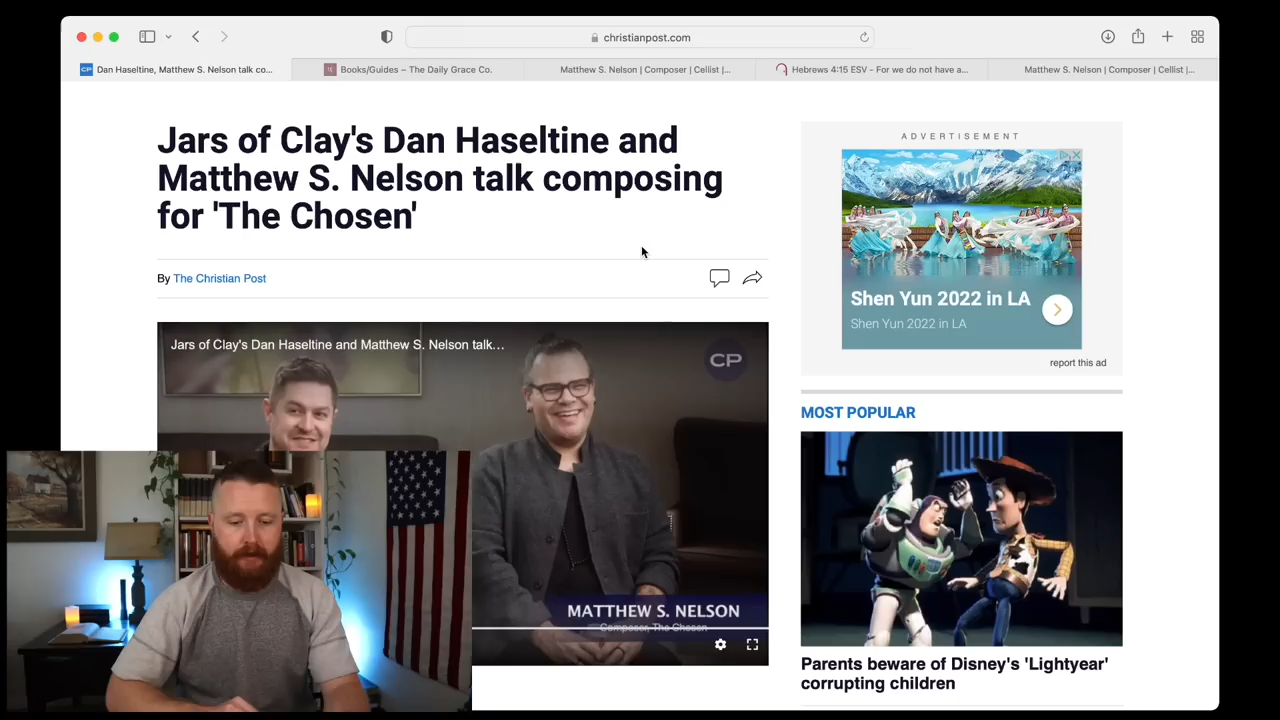 christianpost.com
CP Dan Haseltine, Matthew S. Nelson talk co...
Books/Guides – The Daily Grace Co.
Matthew S. Nelson | Composer | Cellist |...
Hebrews 4:15 ESV - For we do not have a...
Matthew S. Nelson | Composer | Cellist |...
Jars of Clay's Dan Haseltine and
Matthew S. Nelson talk composing
for 'The Chosen'
By The Christian Post
Jars of Clay's Dan Haseltine and Matthew S. Nelson talk...
CP
MATTHEW S. NELSON
Composer, The Chosen
ADVERTISEMENT
Shen Yun 2022 in LA
Shen Yun 2022 in LA
report this ad
MOST POPULAR
Parents beware of Disney's 'Lightyear'
corrupting children